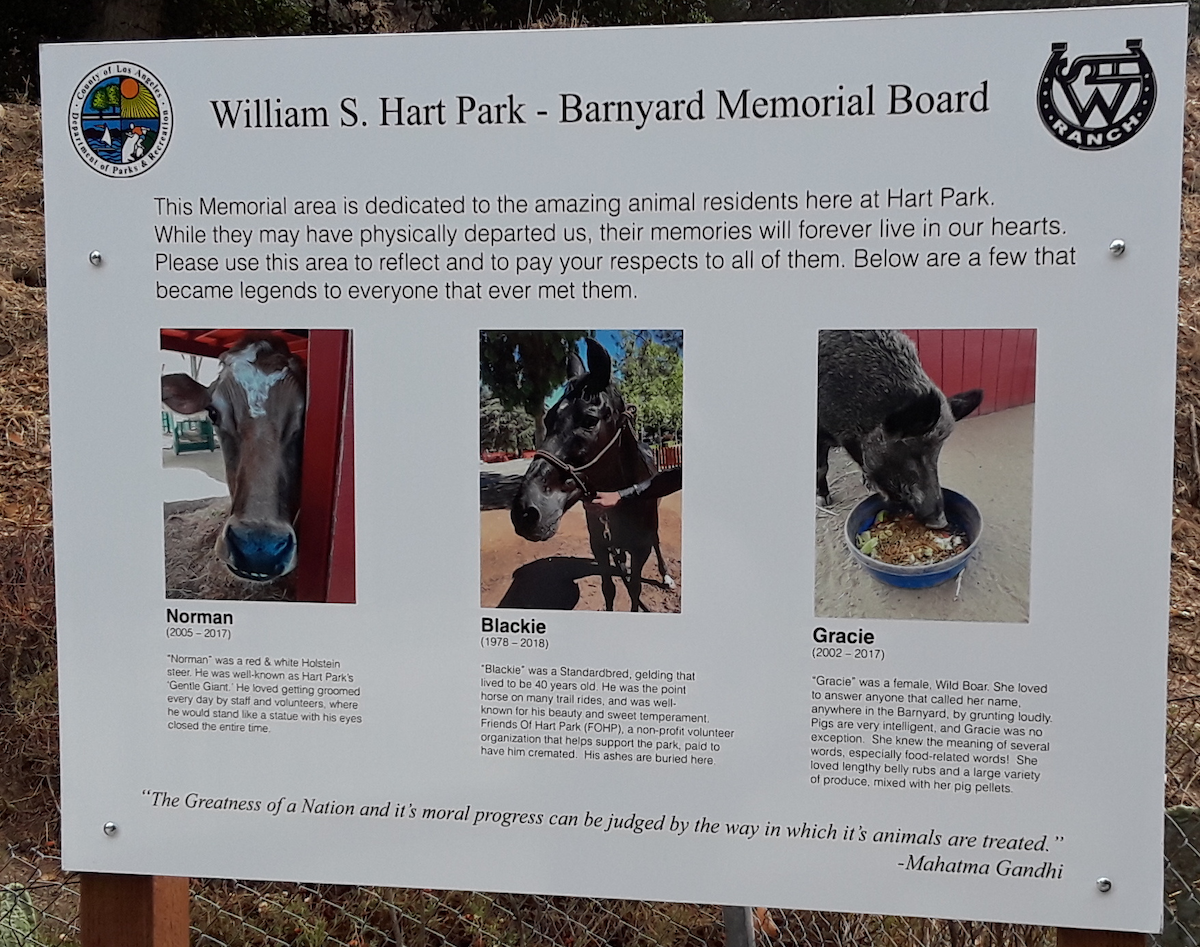 County of Los Angeles
Department of Parks & Recreation
William S. Hart Park - Barnyard Memorial Board
RANCH
This Memorial area is dedicated to the amazing animal residents here at Hart Park.
While they may have physically departed us, their memories will forever live in our hearts.
Please use this area to reflect and to pay your respects to all of them. Below are a few that
became legends to everyone that ever met them.
Norman
(2005 – 2017)
"Norman" was a red & white Holstein
steer. He was well-known as Hart Park's
'Gentle Giant.' He loved getting groomed
every day by staff and volunteers, where
he would stand like a statue with his eyes
closed the entire time.
Blackie
(1978 – 2018)
"Blackie" was a Standardbred, gelding that
lived to be 40 years old. He was the point
horse on many trail rides, and was well-
known for his beauty and sweet temperament.
Friends Of Hart Park (FOHP), a non-profit volunteer
organization that helps support the park, paid to
have him cremated. His ashes are buried here.
Gracie
(2002 – 2017)
"Gracie" was a female, Wild Boar. She loved
to answer anyone that called her name,
anywhere in the Barnyard, by grunting loudly.
Pigs are very intelligent, and Gracie was no
exception. She knew the meaning of several
words, especially food-related words! She
loved lengthy belly rubs and a large variety
of produce, mixed with her pig pellets.
"The Greatness of a Nation and it's moral progress can be judged by the way in which it's animals are treated."
-Mahatma Gandhi